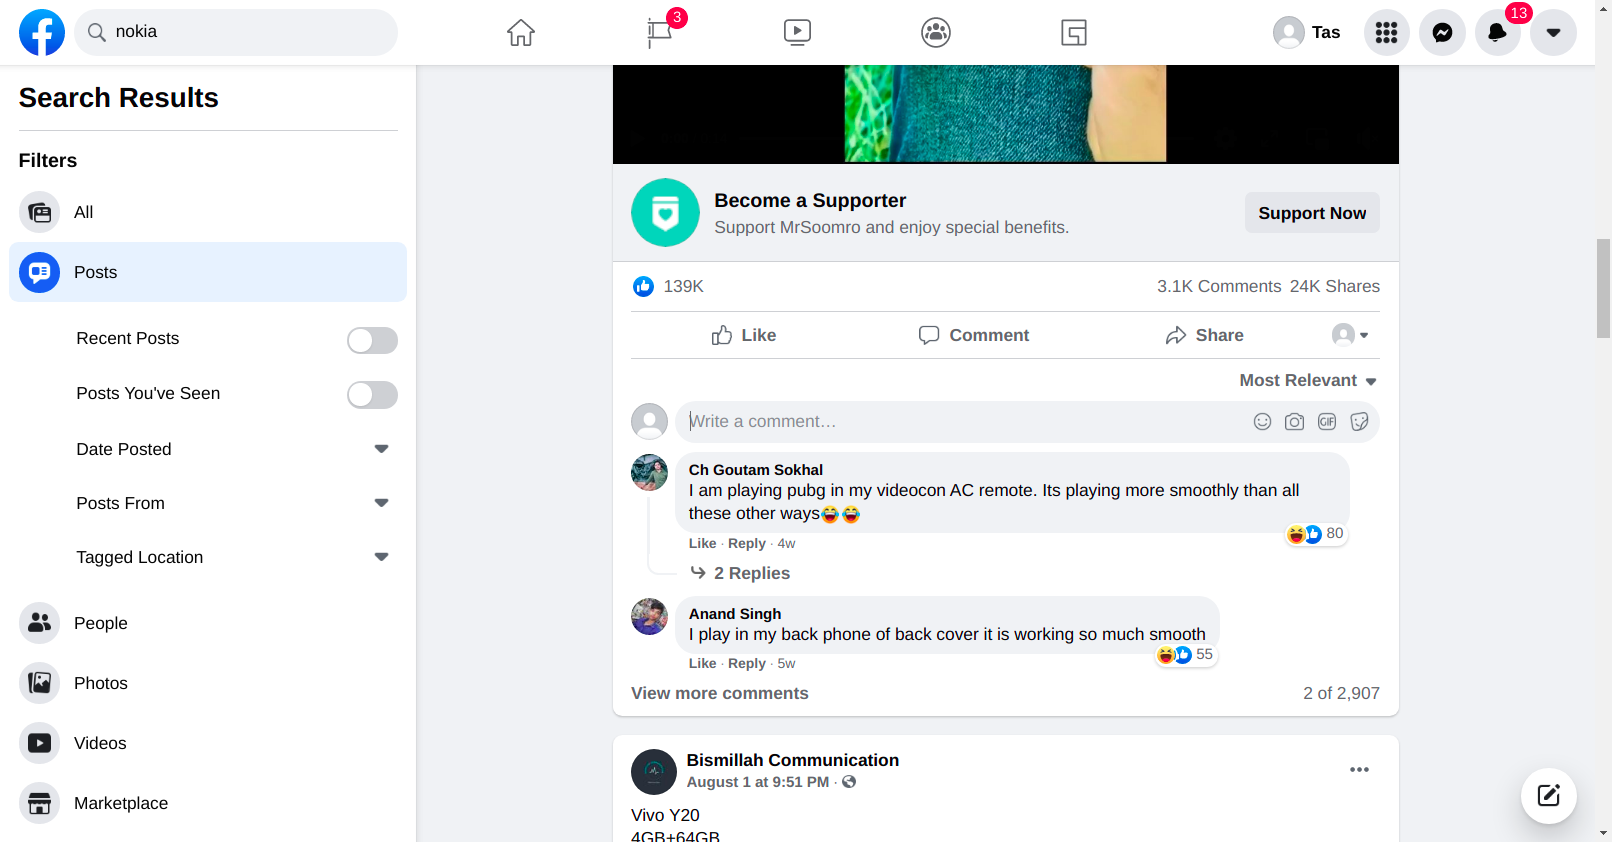 nokia
3
Tas
13
Search Results
Filters
All
Posts
Recent Posts
Posts You've Seen
Date Posted
Posts From
Tagged Location
People
Photos
Videos
Marketplace
Become a Supporter
Support MrSoomro and enjoy special benefits.
Support Now
139K
3.1K Comments 24K Shares
Like
Comment
Share
Most Relevant
Write a comment…
GIF
Ch Goutam Sokhal
I am playing pubg in my videocon AC remote. Its playing more smoothly than all
these other ways😂😂
80
Like · Reply · 4w
2 Replies
Anand Singh
I play in my back phone of back cover it is working so much smooth
55
Like · Reply · 5w
View more comments
2 of 2,907
Bismillah Communication
August 1 at 9:51 PM ·
Vivo Y20
4GB+64GB